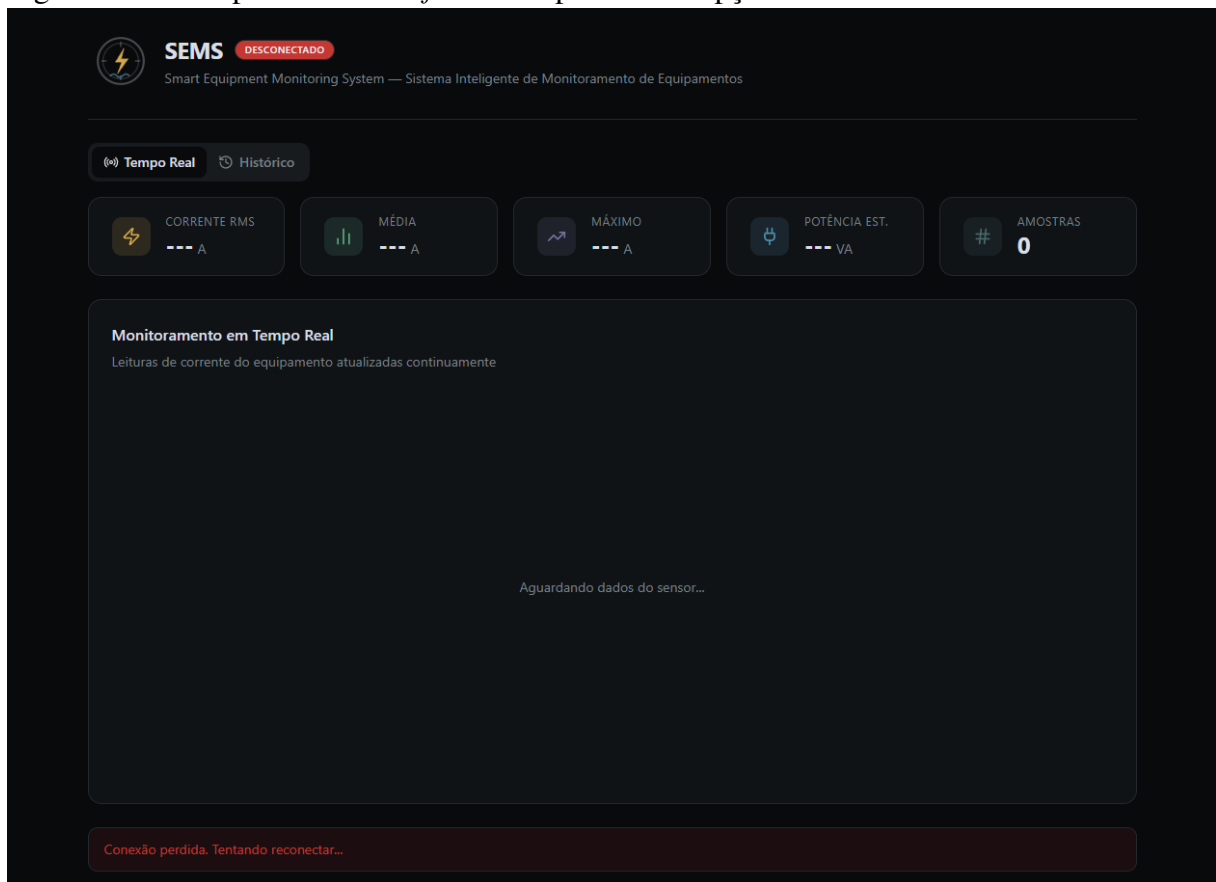 SEMS DESCONECTADO
Smart Equipment Monitoring System — Sistema Inteligente de Monitoramento de Equipamentos
Tempo Real Histórico
CORRENTE RMS
--- A
MÉDIA
--- A
MÁXIMO
--- A
POTÊNCIA EST.
--- VA
AMOSTRAS
0
Monitoramento em Tempo Real
Leituras de corrente do equipamento atualizadas continuamente
Aguardando dados do sensor...
Conexão perdida. Tentando reconectar...